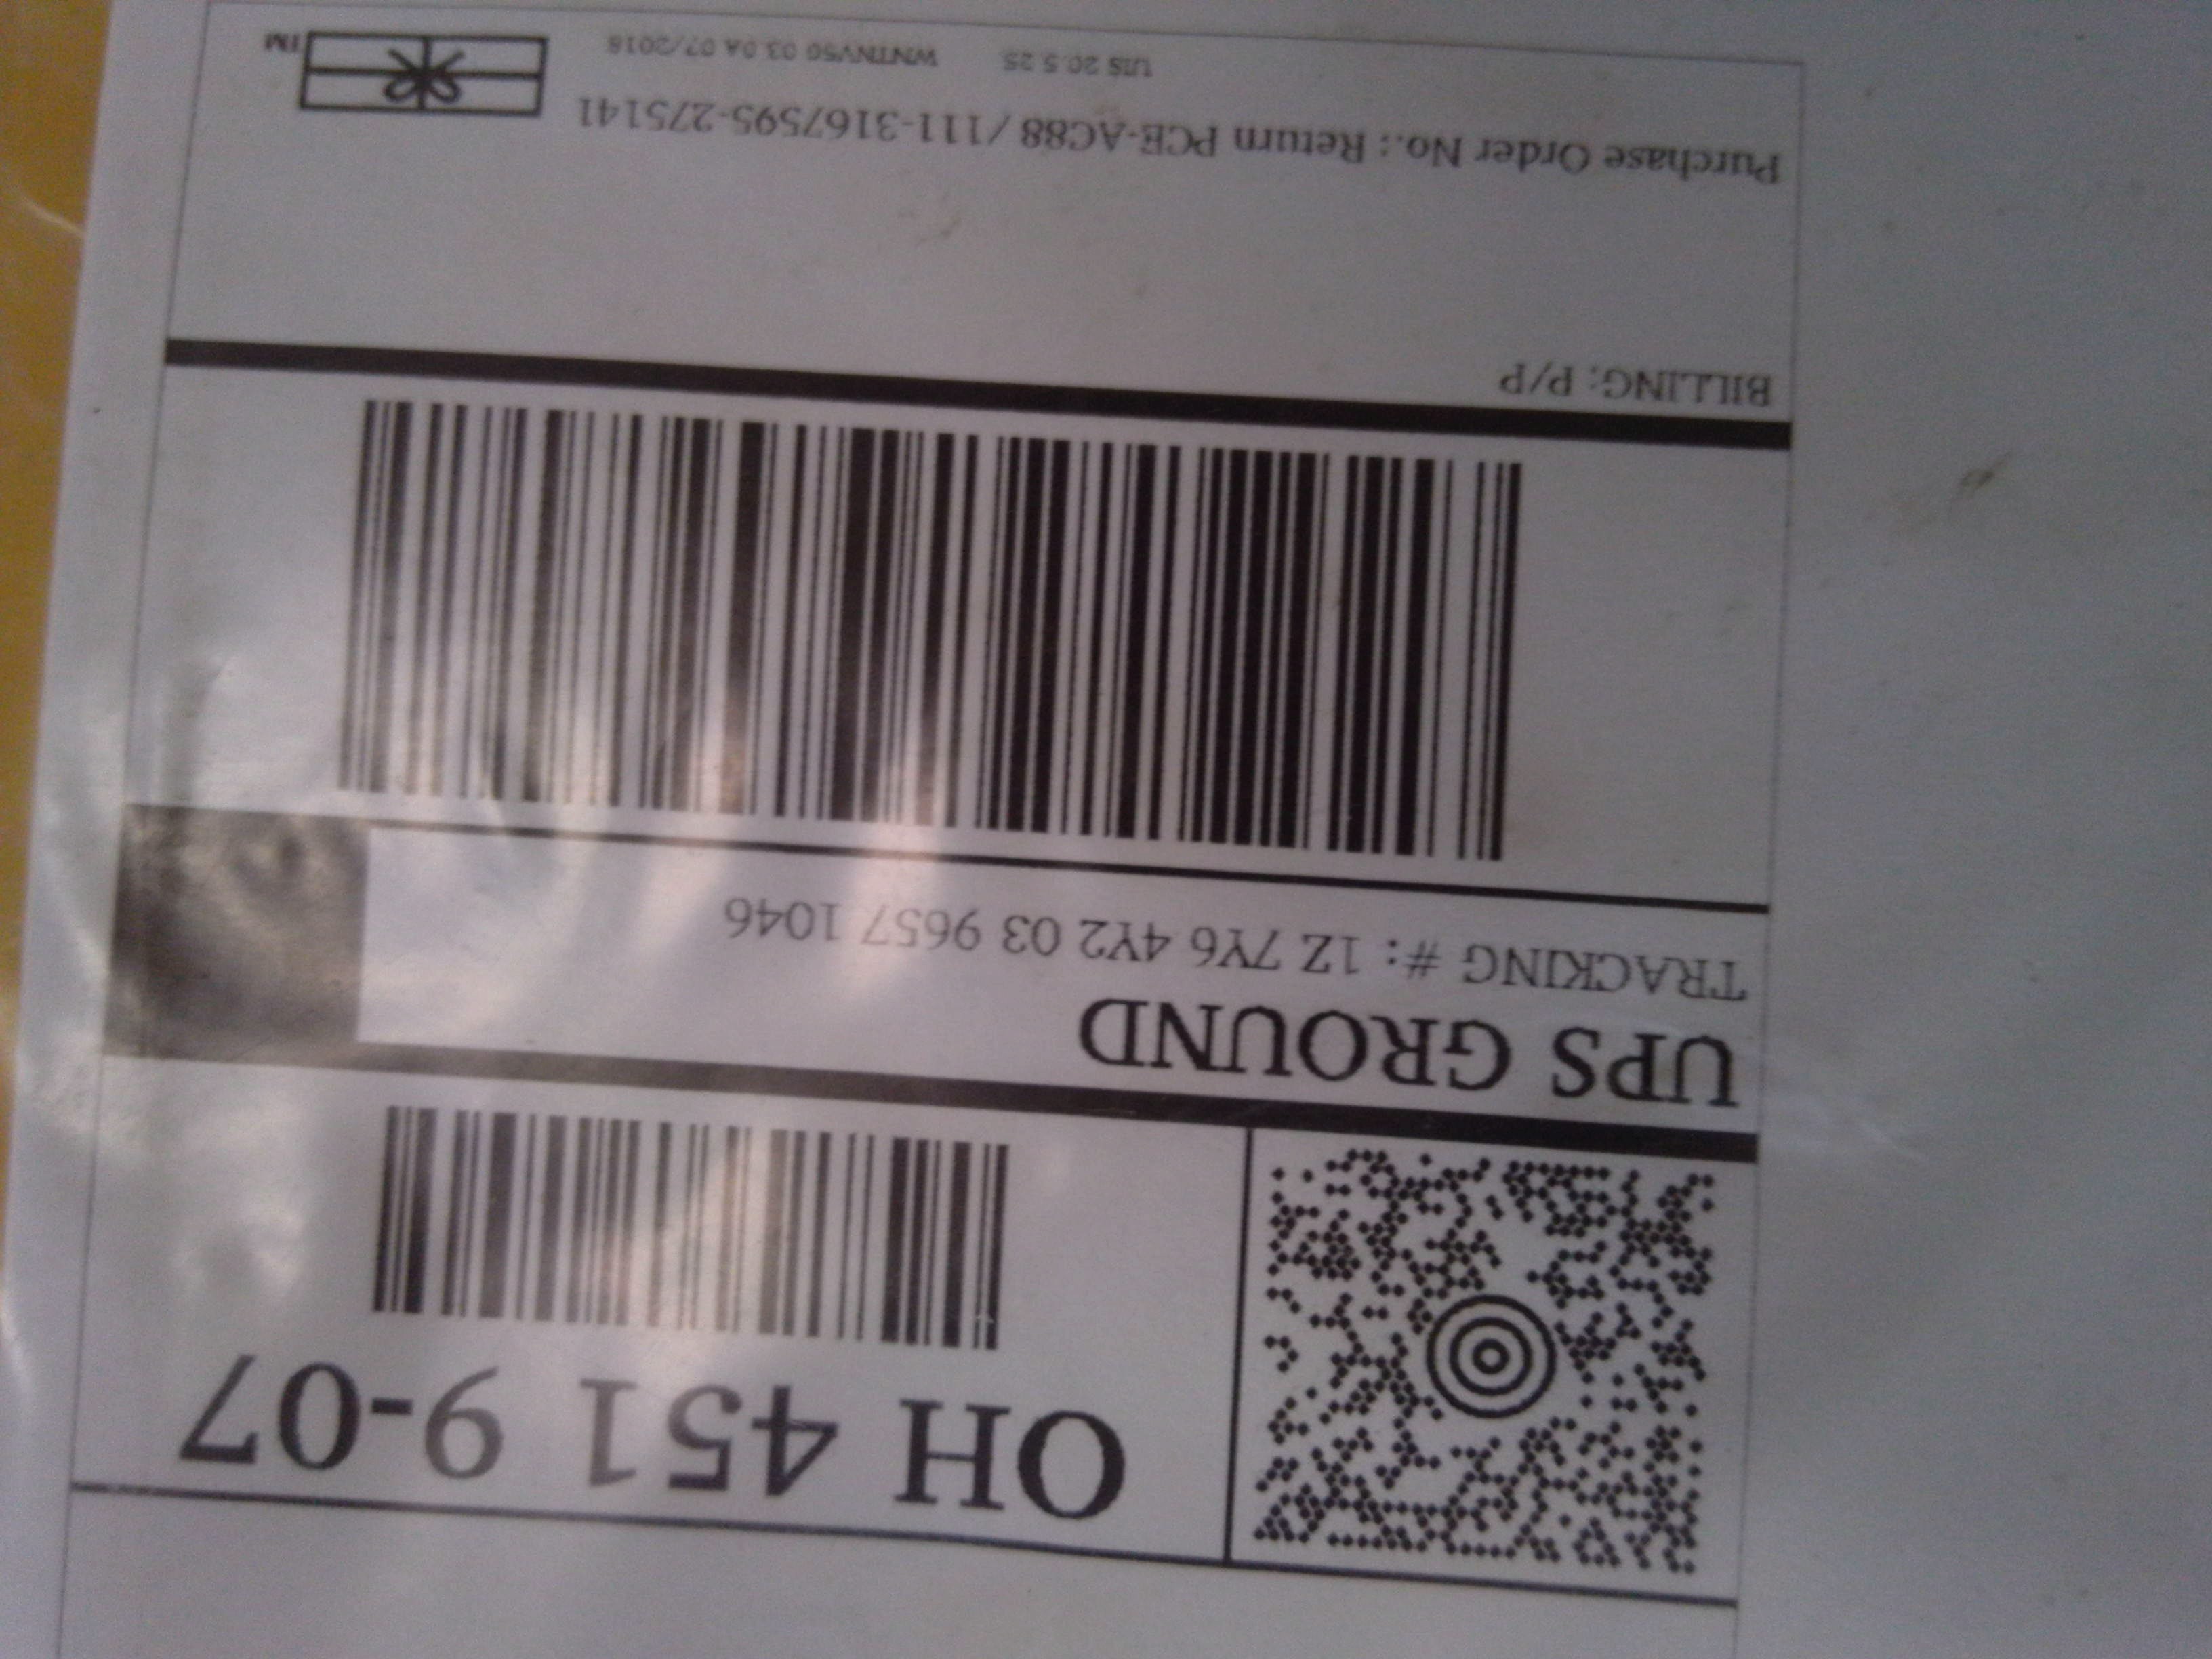 OH 451 9-07
UPS GROUND
TRACKING #: 1Z 7Y6 4Y2 03 9657 1046
BILLING: P/P
Purchase Order No.: Return PCE-AC88 / 111-3167595-275141
UIS 20.5.25 WNTNV50 03.0A 07/2018
TM